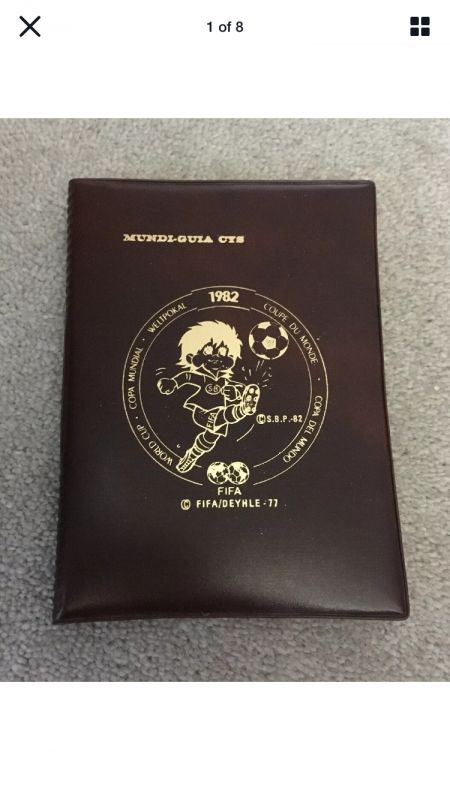 1 of 8
MUNDI-GUIA CYS
1982
WORLD CUP · COPA MUNDIAL · WELTPOKAL
COUPE DU MONDE · COPA DEL MUNDO
© S.B.P.-82
FIFA
© FIFA/DEYHLE-77